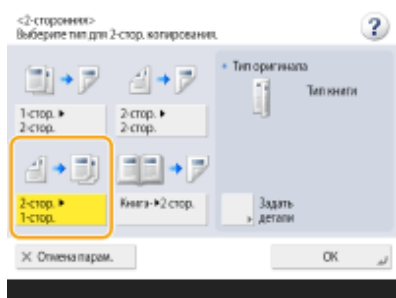 <2-сторонняя>
Выберите тип для 2-стор. копирования.
?
• Тип оригинала
Тип книги
1-стор. ▶
2-стор.
2-стор. ▶
2-стор.
2-стор. ▶
1-стор.
Книга-▶2 стор.
Задать
детали
× Отмена парам.
OK